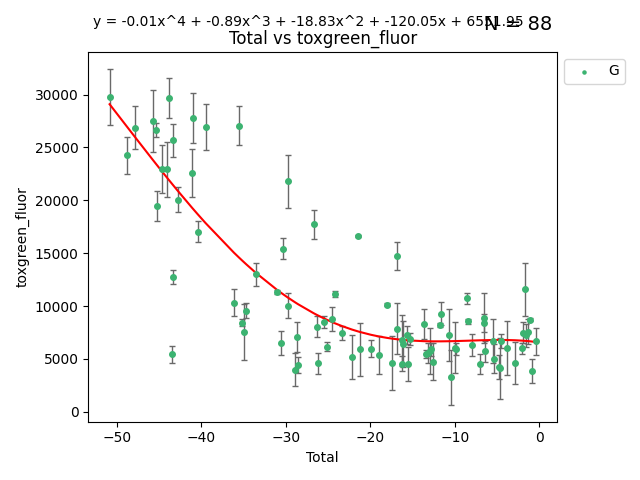 y = -0.01x^4 + -0.89x^3 + -18.83x^2 + -120.05x + 6551.95
N = 88
Total vs toxgreen_fluor
G
30000
25000
20000
15000
10000
5000
0
toxgreen_fluor
−50 −40 −30 −20 −10 0
Total